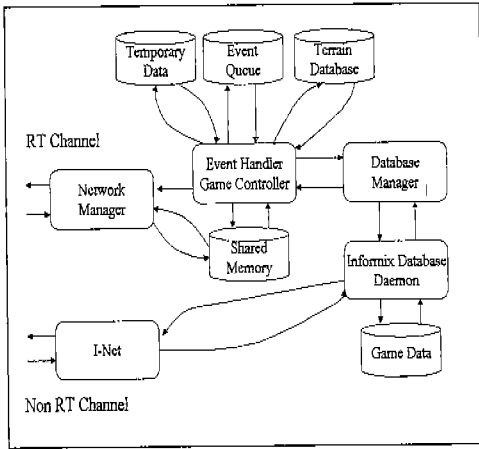 Temporary
Data
Event
Queue
Terrain
Database
RT Channel
Event Handler
Game Controller
Database
Manager
Network
Manager
Shared
Memory
Informix Database
Daemon
I-Net
Game Data
Non RT Channel